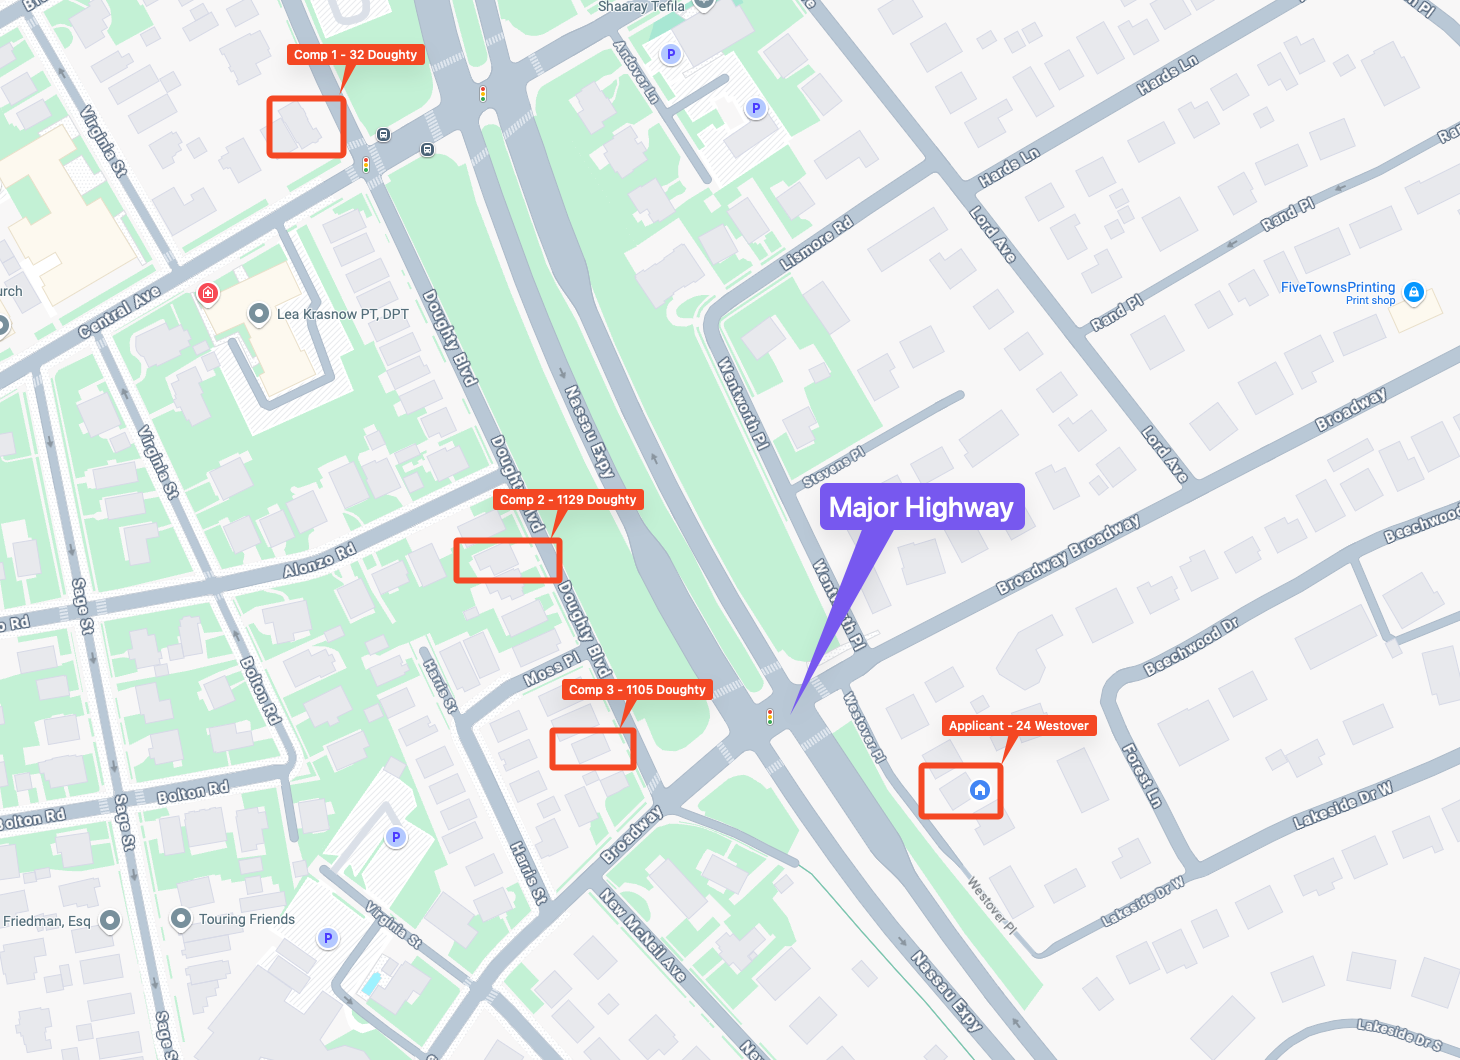 Shaaray Tefila
Comp 1 - 32 Doughty
P
Andover Ln
P
Hards Ln
Hards Ln
Virginia St
Rand Pl
Lord Ave
Lismore Rd
Central Ave
Lea Krasnow PT, DPT
Doughty Blvd
FiveTownsPrinting
Print shop
Rand Pl
Wentworth Pl
Nassau Expy
Broadway
Virginia St
Lord Ave
Stevens Pl
Comp 2 - 1129 Doughty
Major Highway
Alonzo Rd
Broadway
Broadway
Sage St
Doughty Blvd
Wentworth Pl
Beechwood Dr
Harris St
Moss Pl
Bolton Rd
Comp 3 - 1105 Doughty
Westover Pl
Applicant - 24 Westover
Forest Ln
Bolton Rd
Bolton Rd
Sage St
P
Broadway
Lakeside Dr W
Harris St
Friedman, Esq
Touring Friends
P
Virginia St
New McNeil Ave
Westover Pl
Lakeside Dr W
Nassau Expy
Lakeside Dr S